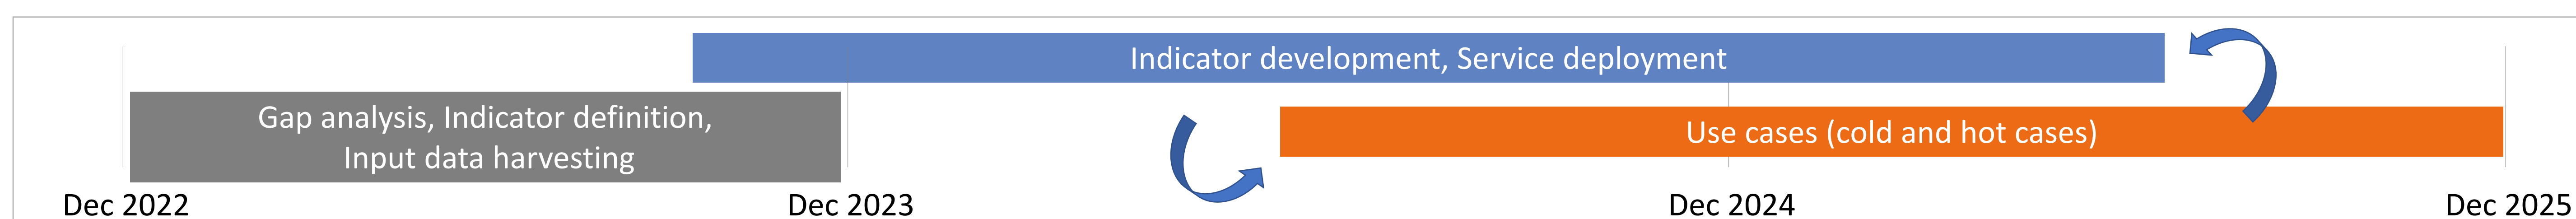 Indicator development, Service deployment
Gap analysis, Indicator definition,
Input data harvesting
Use cases (cold and hot cases)
Dec 2022
Dec 2023
Dec 2024
Dec 2025